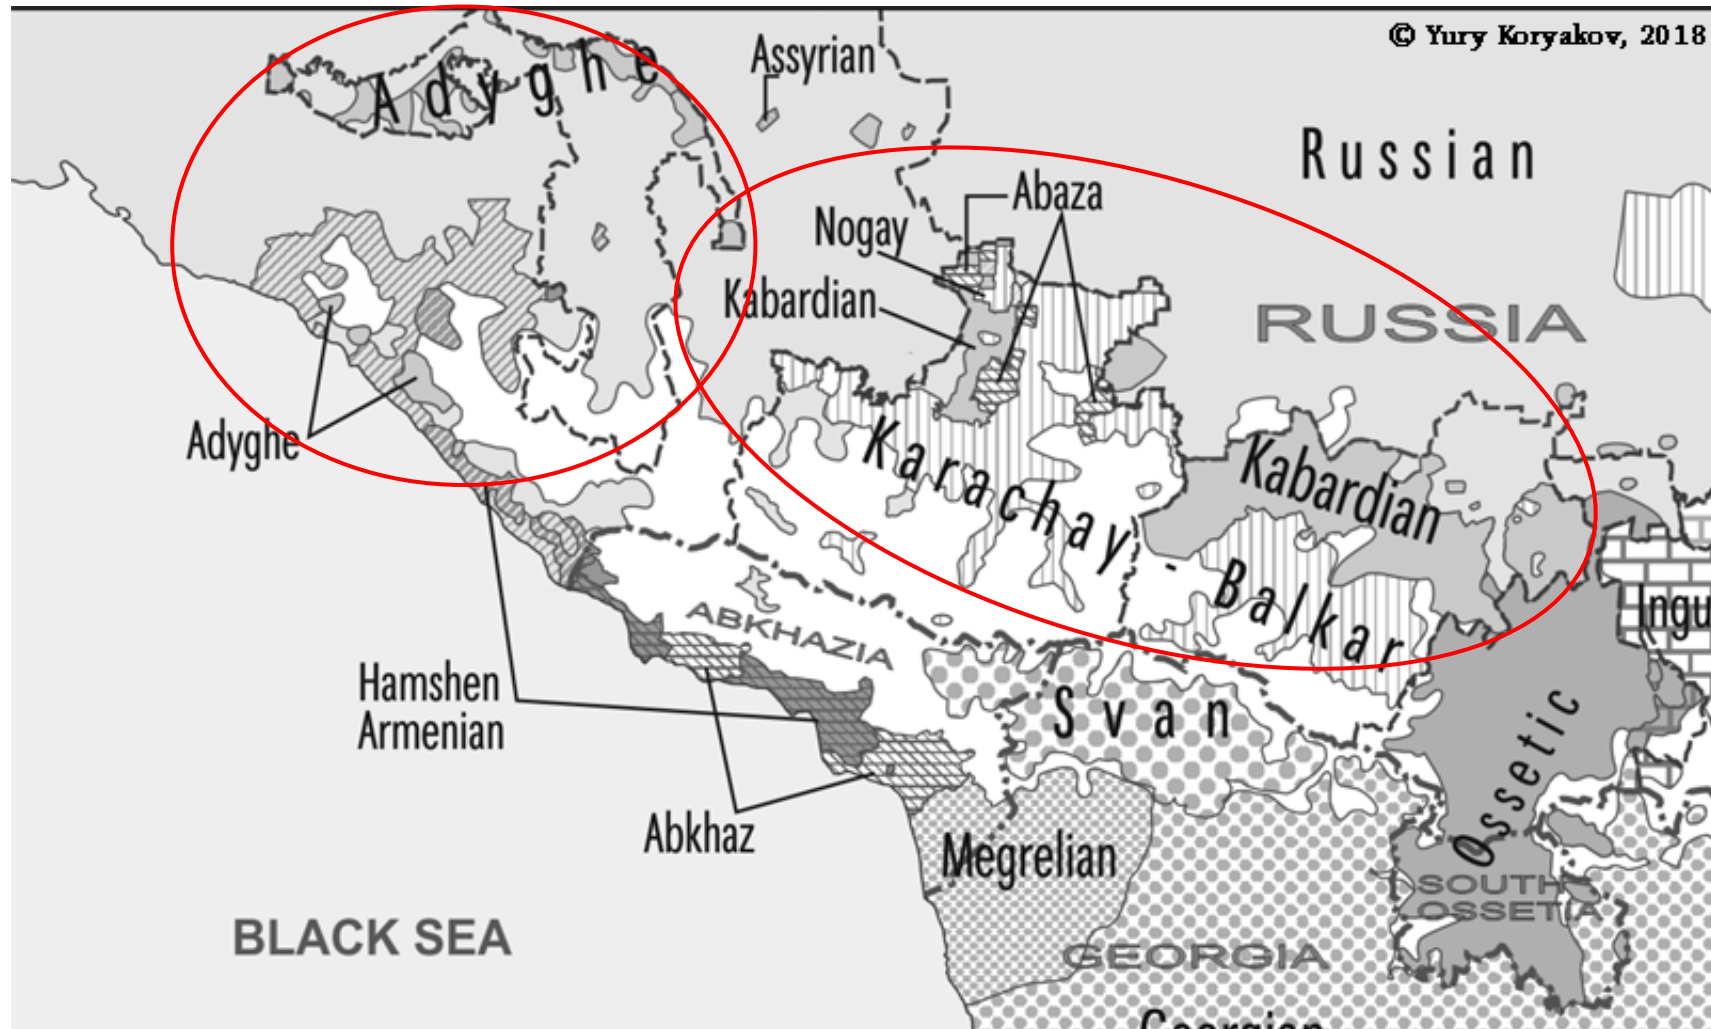 © Yury Koryakov, 2018
Adyghe
Assyrian
Russian
Abaza
Nogay
Kabardian
RUSSIA
Adyghe
Karachay - Balkar
Kabardian
Ingu
ABKHAZIA
Hamshen
Armenian
Svan
Ossetic
Abkhaz
Megrelian
SOUTH
OSSETIA
BLACK SEA
GEORGIA
Georgian